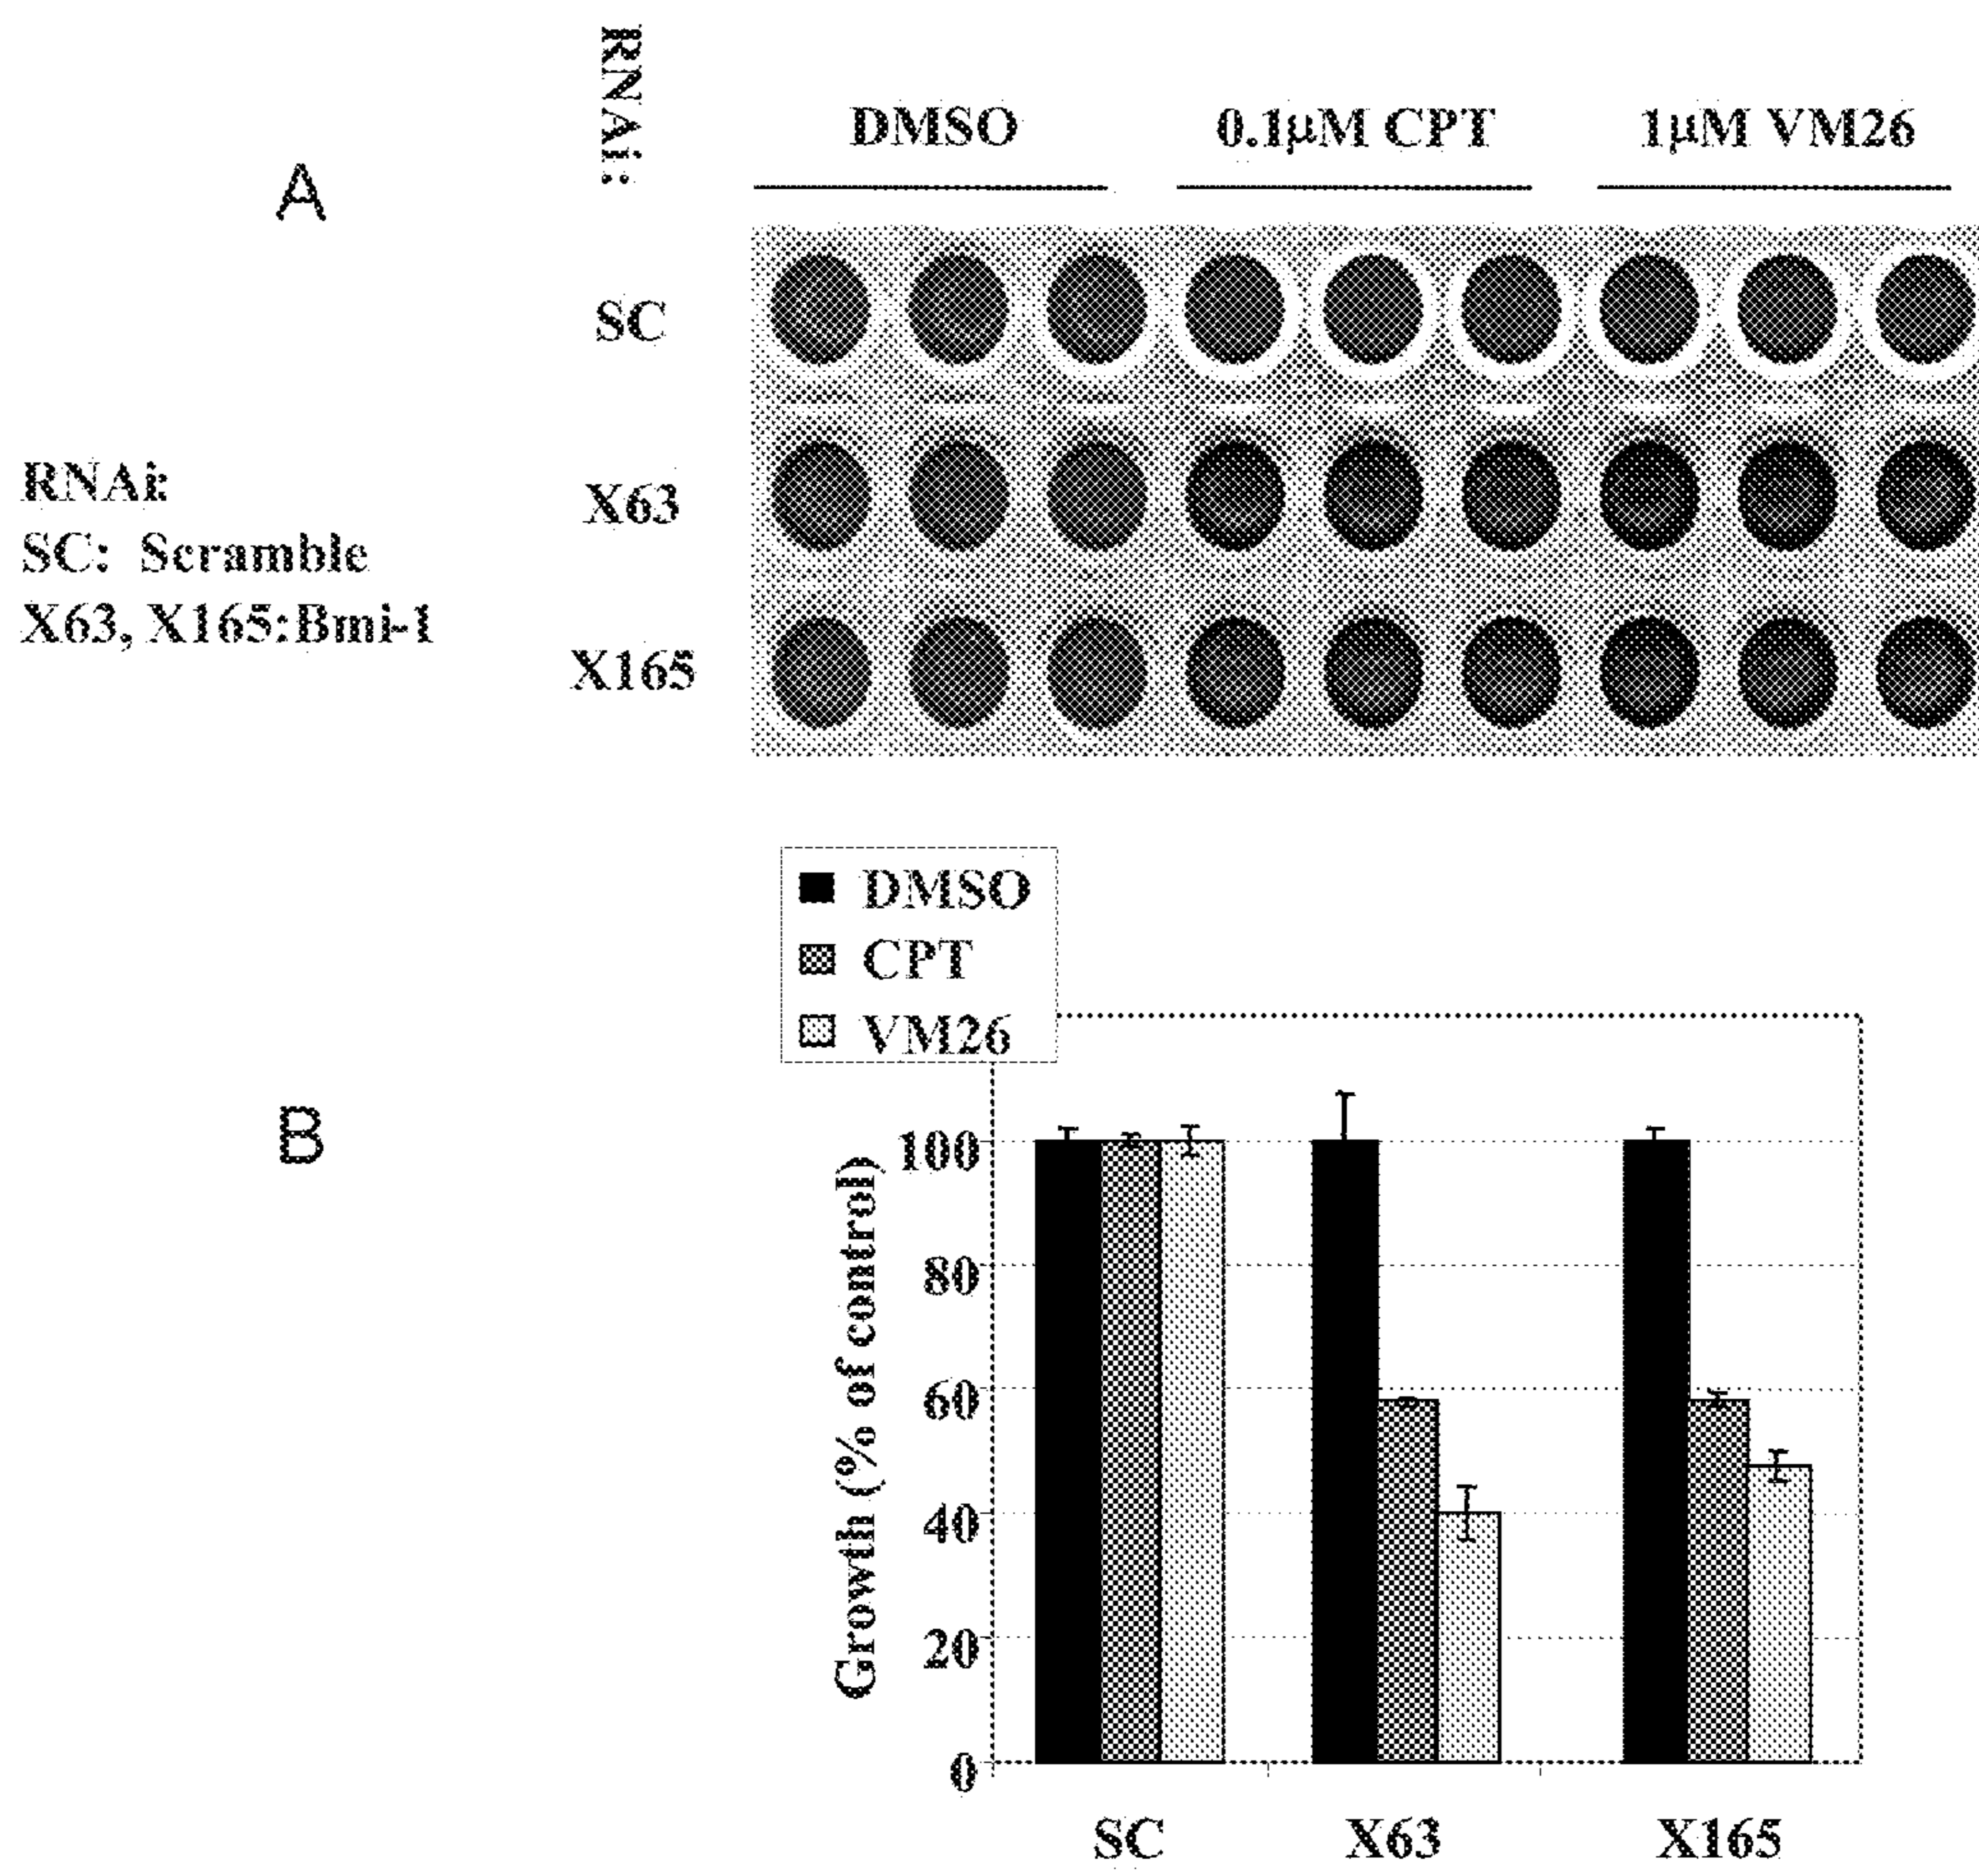 A
RNAi:
DMSO 0.1μM CPT 1μM VM26
SC
X63
X165
RNAi:
SC: Scramble
X63, X165:Bmi-1
B
DMSO
CPT
VM26
Growth (% of control)
100
80
60
40
20
0
SC X63 X165